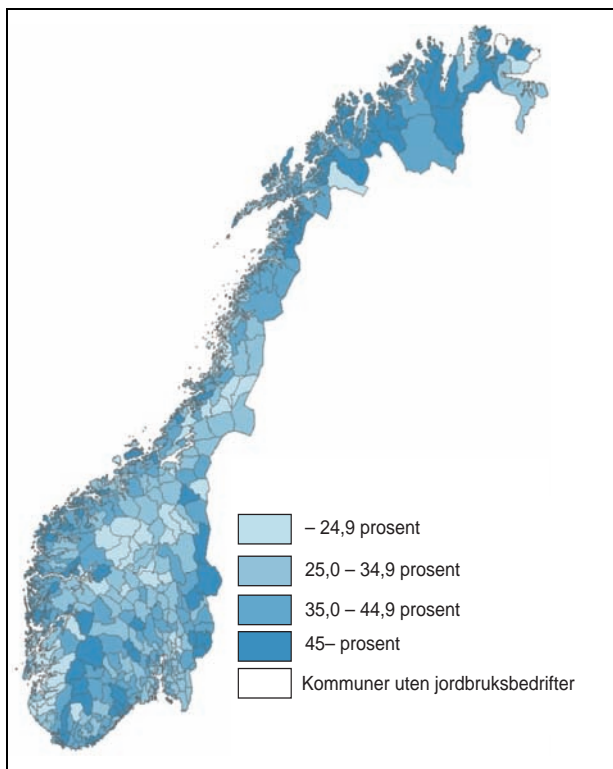 – 24,9 prosent
25,0 – 34,9 prosent
35,0 – 44,9 prosent
45– prosent
Kommuner uten jordbruksbedrifter